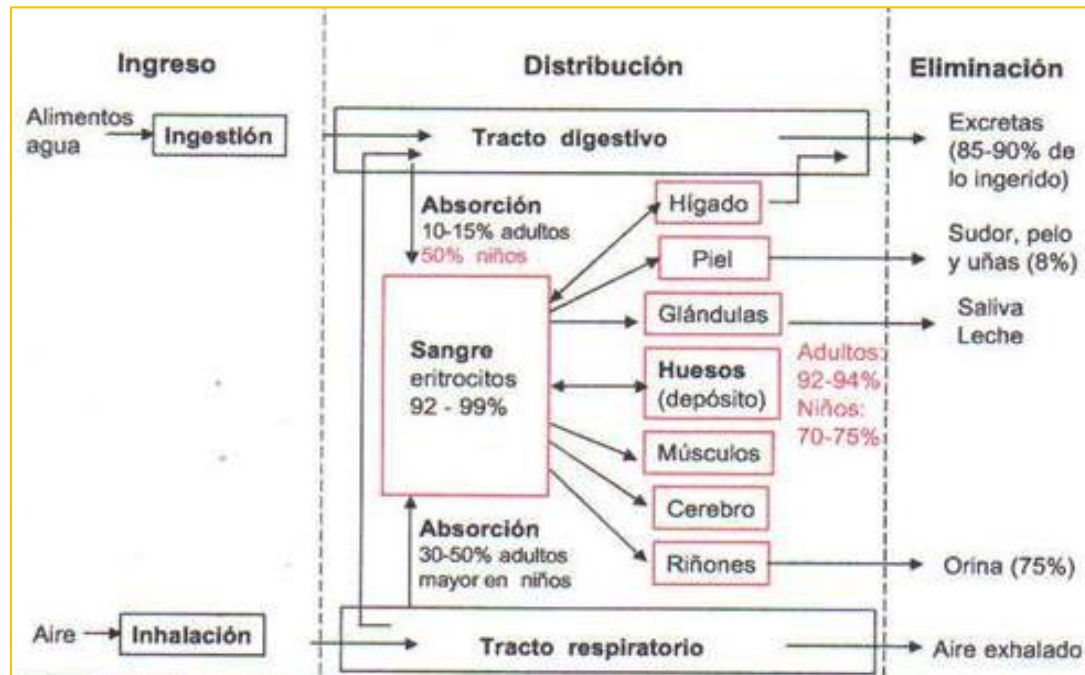 Ingreso
Distribución
Eliminación
Alimentos
agua
Ingestión
Tracto digestivo
Excretas
(85-90% de
lo ingerido)
Absorción
10-15% adultos
50% niños
Hígado
Piel
Sudor, pelo
y uñas (8%)
Glándulas
Saliva
Leche
Sangre
eritrocitos
92 - 99%
Huesos
(depósito)
Adultos:
92-94%
Niños:
70-75%
Músculos
Cerebro
Absorción
30-50% adultos
mayor en niños
Riñones
Orina (75%)
Aire
Inhalación
Tracto respiratorio
Aire exhalado